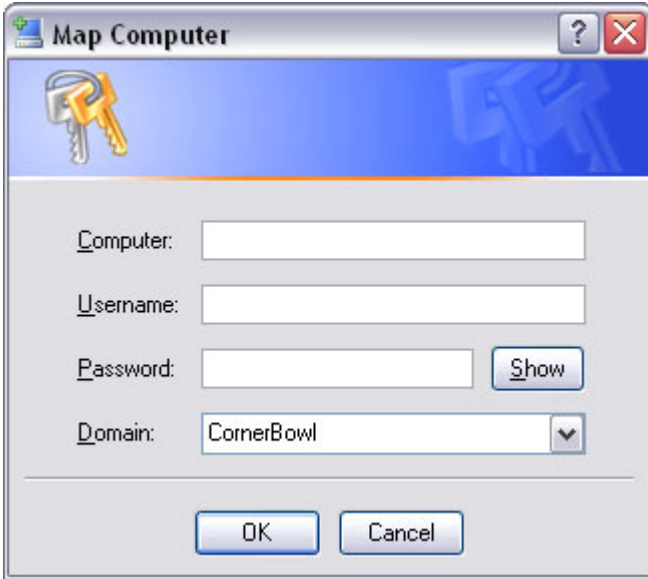 Map Computer ?
Computer:
Username:
Password: Show
Domain: CornerBowl
OK Cancel